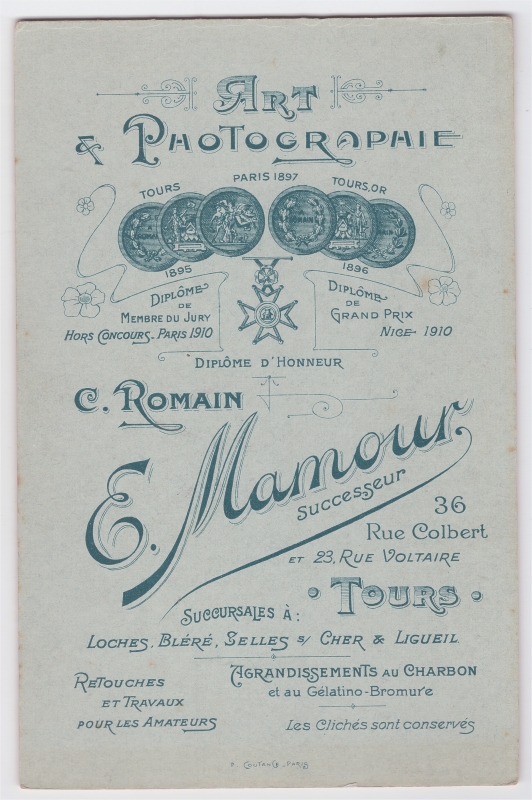 ART
& PHOTOGRAPHIE
PARIS 1897
TOURS
TOURS, OR
1895
1896
DIPLÔME
DE
MEMBRE DU JURY
HORS CONCOURS - PARIS 1910
DIPLÔME
DE
GRAND PRIX
NICE 1910
DIPLÔME D'HONNEUR
C. ROMAIN
E. Mamour
Successeur
36
Rue Colbert
ET 23, RUE VOLTAIRE
• TOURS •
SUCCURSALES À :
LOCHES, BLÉRÉ, SELLES s/ CHER & LIGUEIL
RETOUCHES
ET TRAVAUX
POUR LES AMATEURS
AGRANDISSEMENTS AU CHARBON
et au Gélatino-Bromure
Les Clichés sont conservés
COUTANCE - PARIS